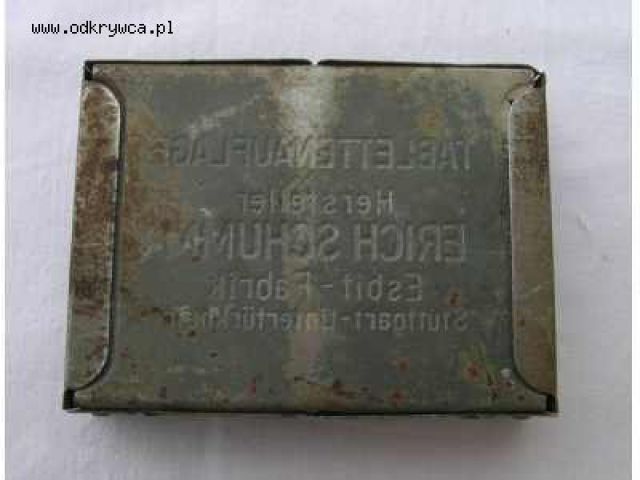 www.odkrywca.pl
TABLETTENAUFLAGE
Hersteller
ERICH SCHUMM
Esbit-Fabrik
Stuttgart-Untertürkheim